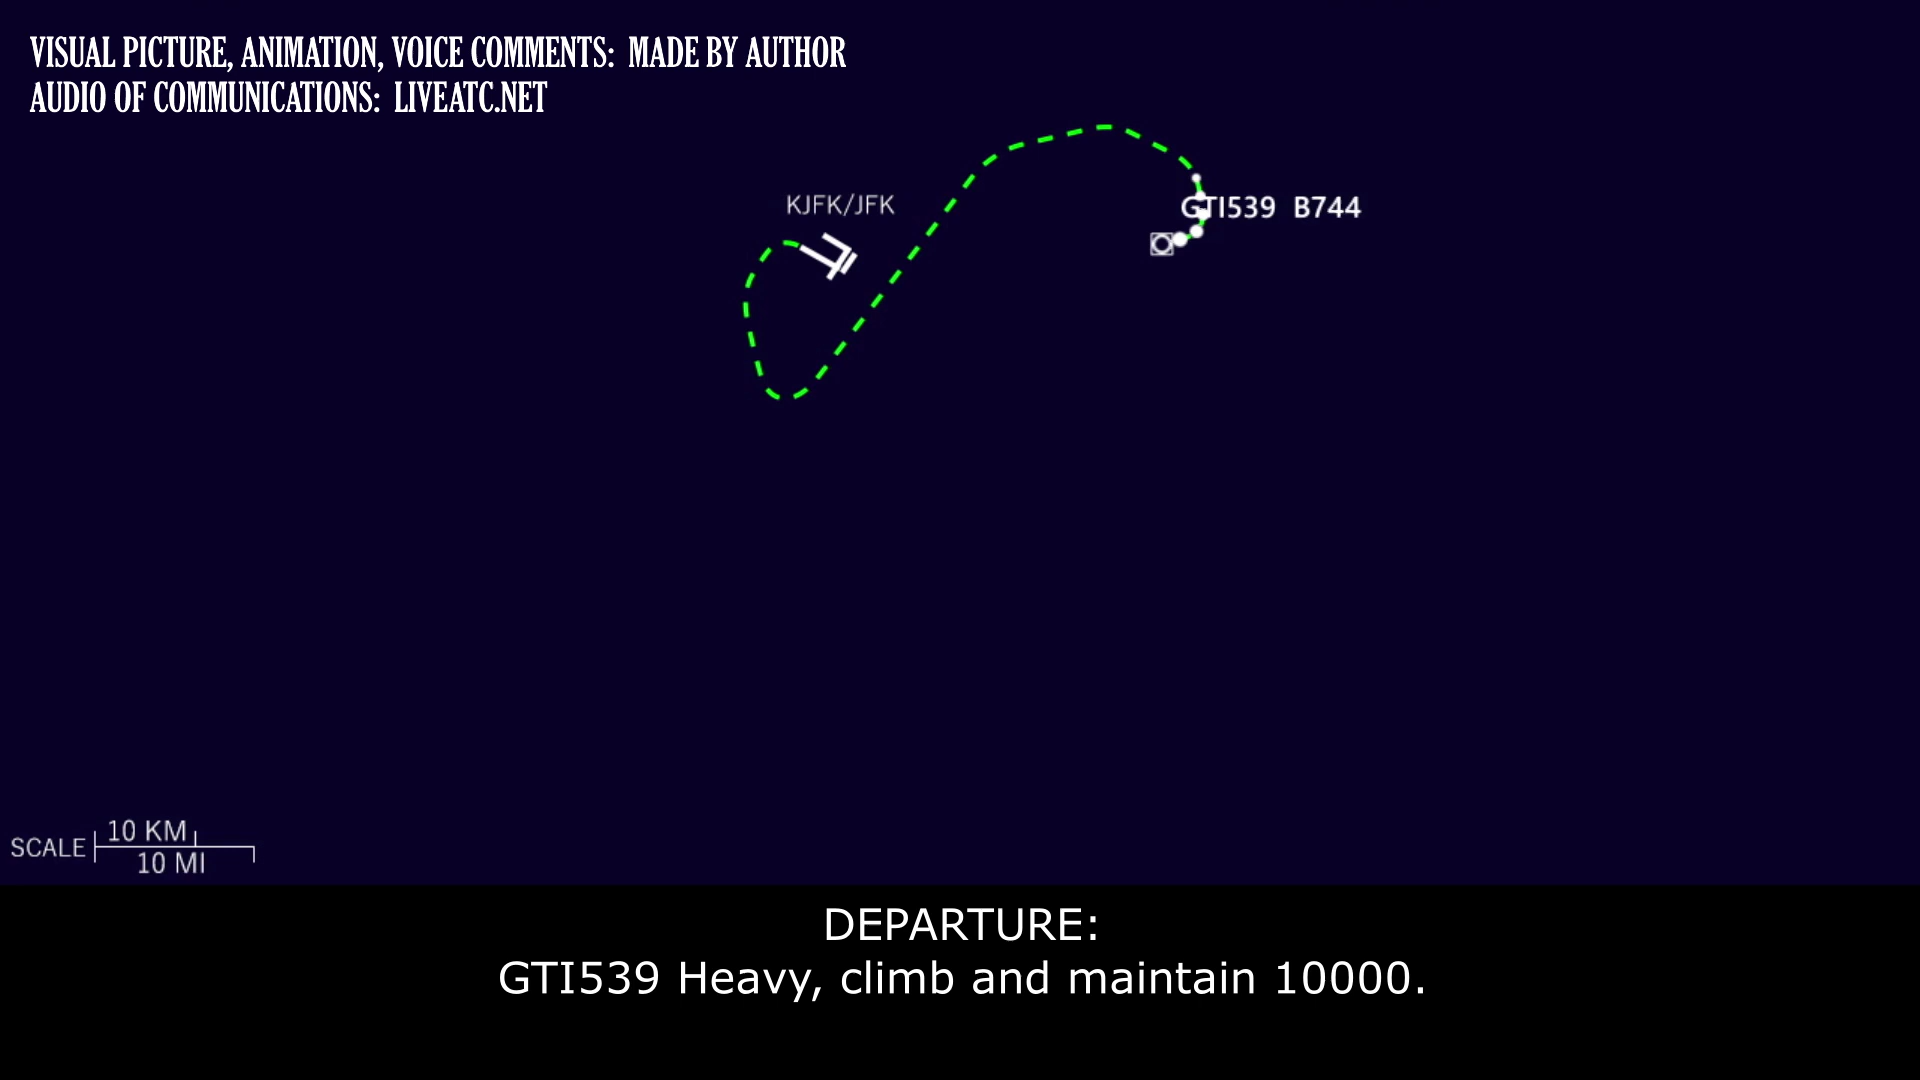 VISUAL PICTURE, ANIMATION, VOICE COMMENTS: MADE BY AUTHOR
AUDIO OF COMMUNICATIONS: LIVEATC.NET
KJFK/JFK
GTI539 B744
SCALE
10 KM
10 MI
DEPARTURE:
GTI539 Heavy, climb and maintain 10000.